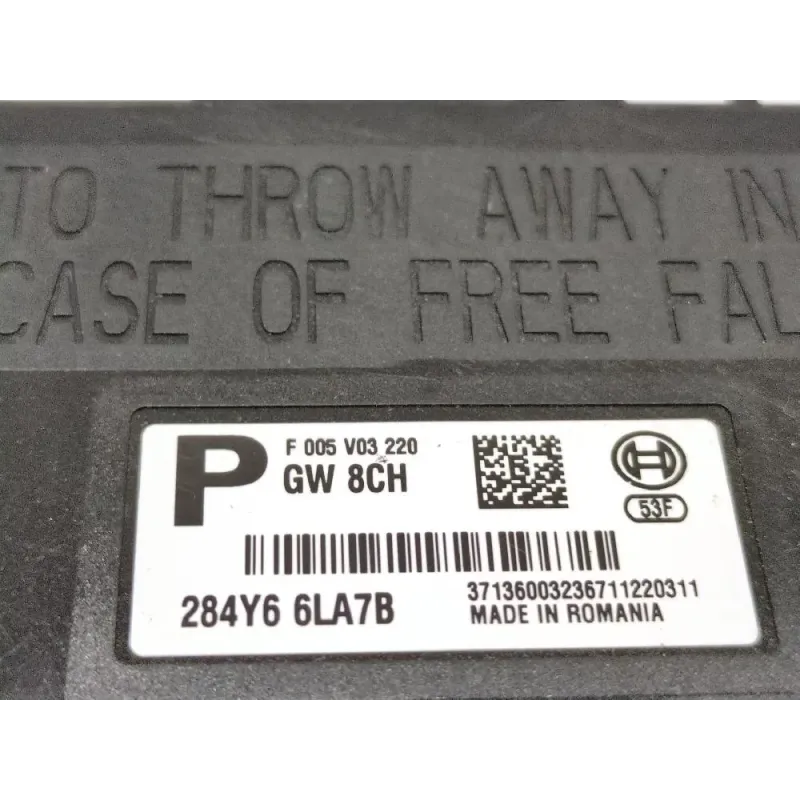 TO THROW AWAY IN
CASE OF FREE FAL
P
F 005 V03 220
GW 8CH
53F
284Y6 6LA7B
37136003236711220311
MADE IN ROMANIA